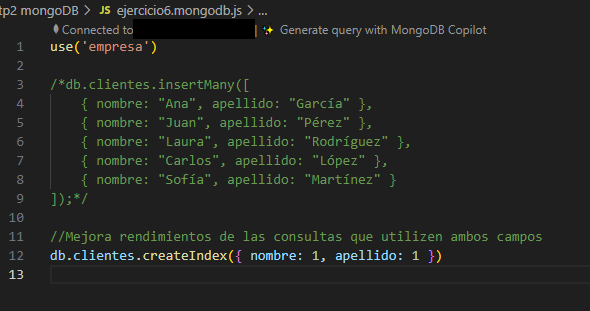 tp2 mongoDB > JS ejercicio6.mongodb.js > ...
Connected to | Generate query with MongoDB Copilot
1 use('empresa')
2
3 /*db.clientes.insertMany([
4 { nombre: "Ana", apellido: "García" },
5 { nombre: "Juan", apellido: "Pérez" },
6 { nombre: "Laura", apellido: "Rodríguez" },
7 { nombre: "Carlos", apellido: "López" },
8 { nombre: "Sofía", apellido: "Martínez" }
9 ]);*/
10
11 //Mejora rendimientos de las consultas que utilizen ambos campos
12 db.clientes.createIndex({ nombre: 1, apellido: 1 })
13